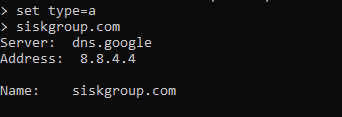 > set type=a
> siskgroup.com
Server:  dns.google
Address:  8.8.4.4
Name:    siskgroup.com